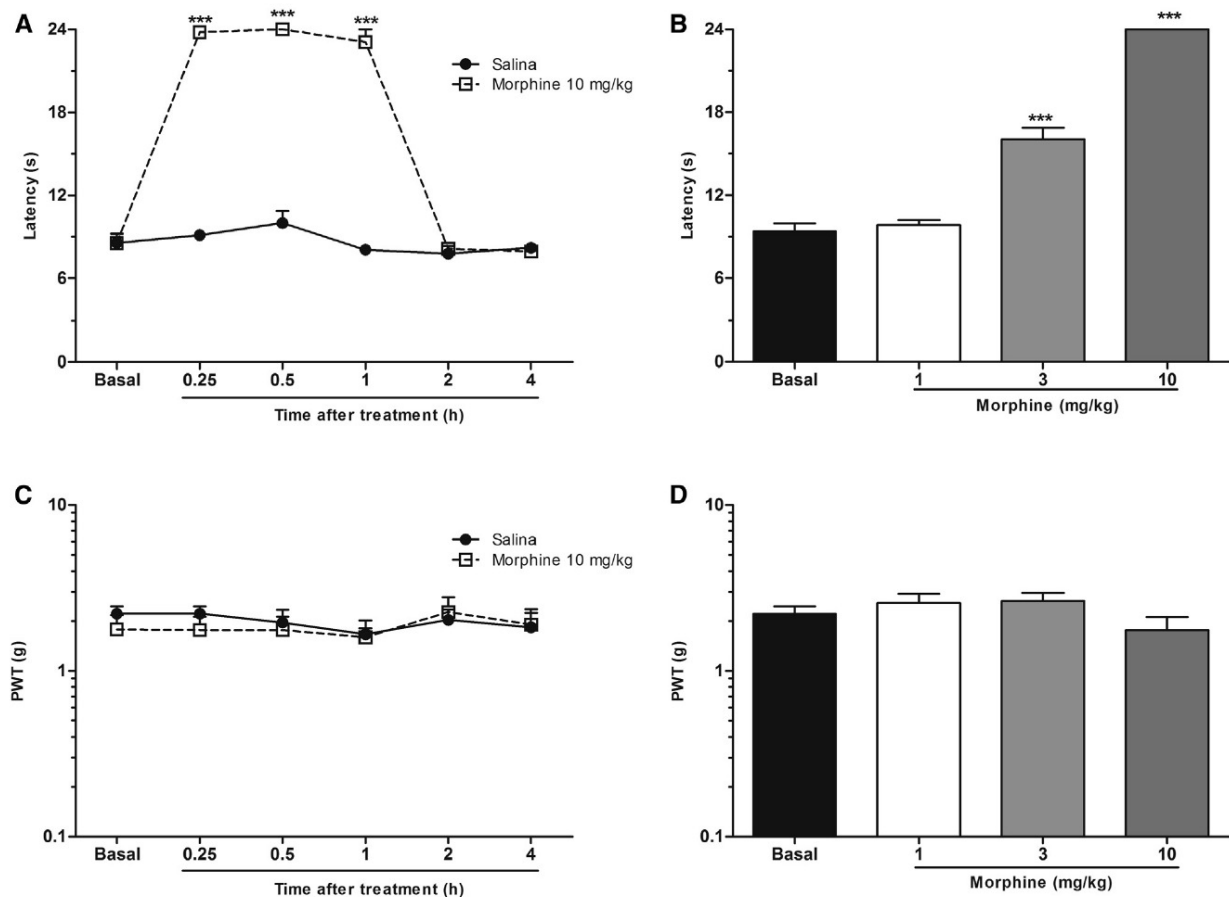 A
Latency (s)
24
18
12
6
0
***
***
***
Salina
Morphine 10 mg/kg
Basal
0.25
0.5
1
2
4
Time after treatment (h)
B
Latency (s)
24
18
12
6
0
***
***
Basal
1
3
10
Morphine (mg/kg)
C
PWT (g)
10
1
0.1
Salina
Morphine 10 mg/kg
Basal
0.25
0.5
1
2
4
Time after treatment (h)
D
PWT (g)
10
1
0.1
Basal
1
3
10
Morphine (mg/kg)